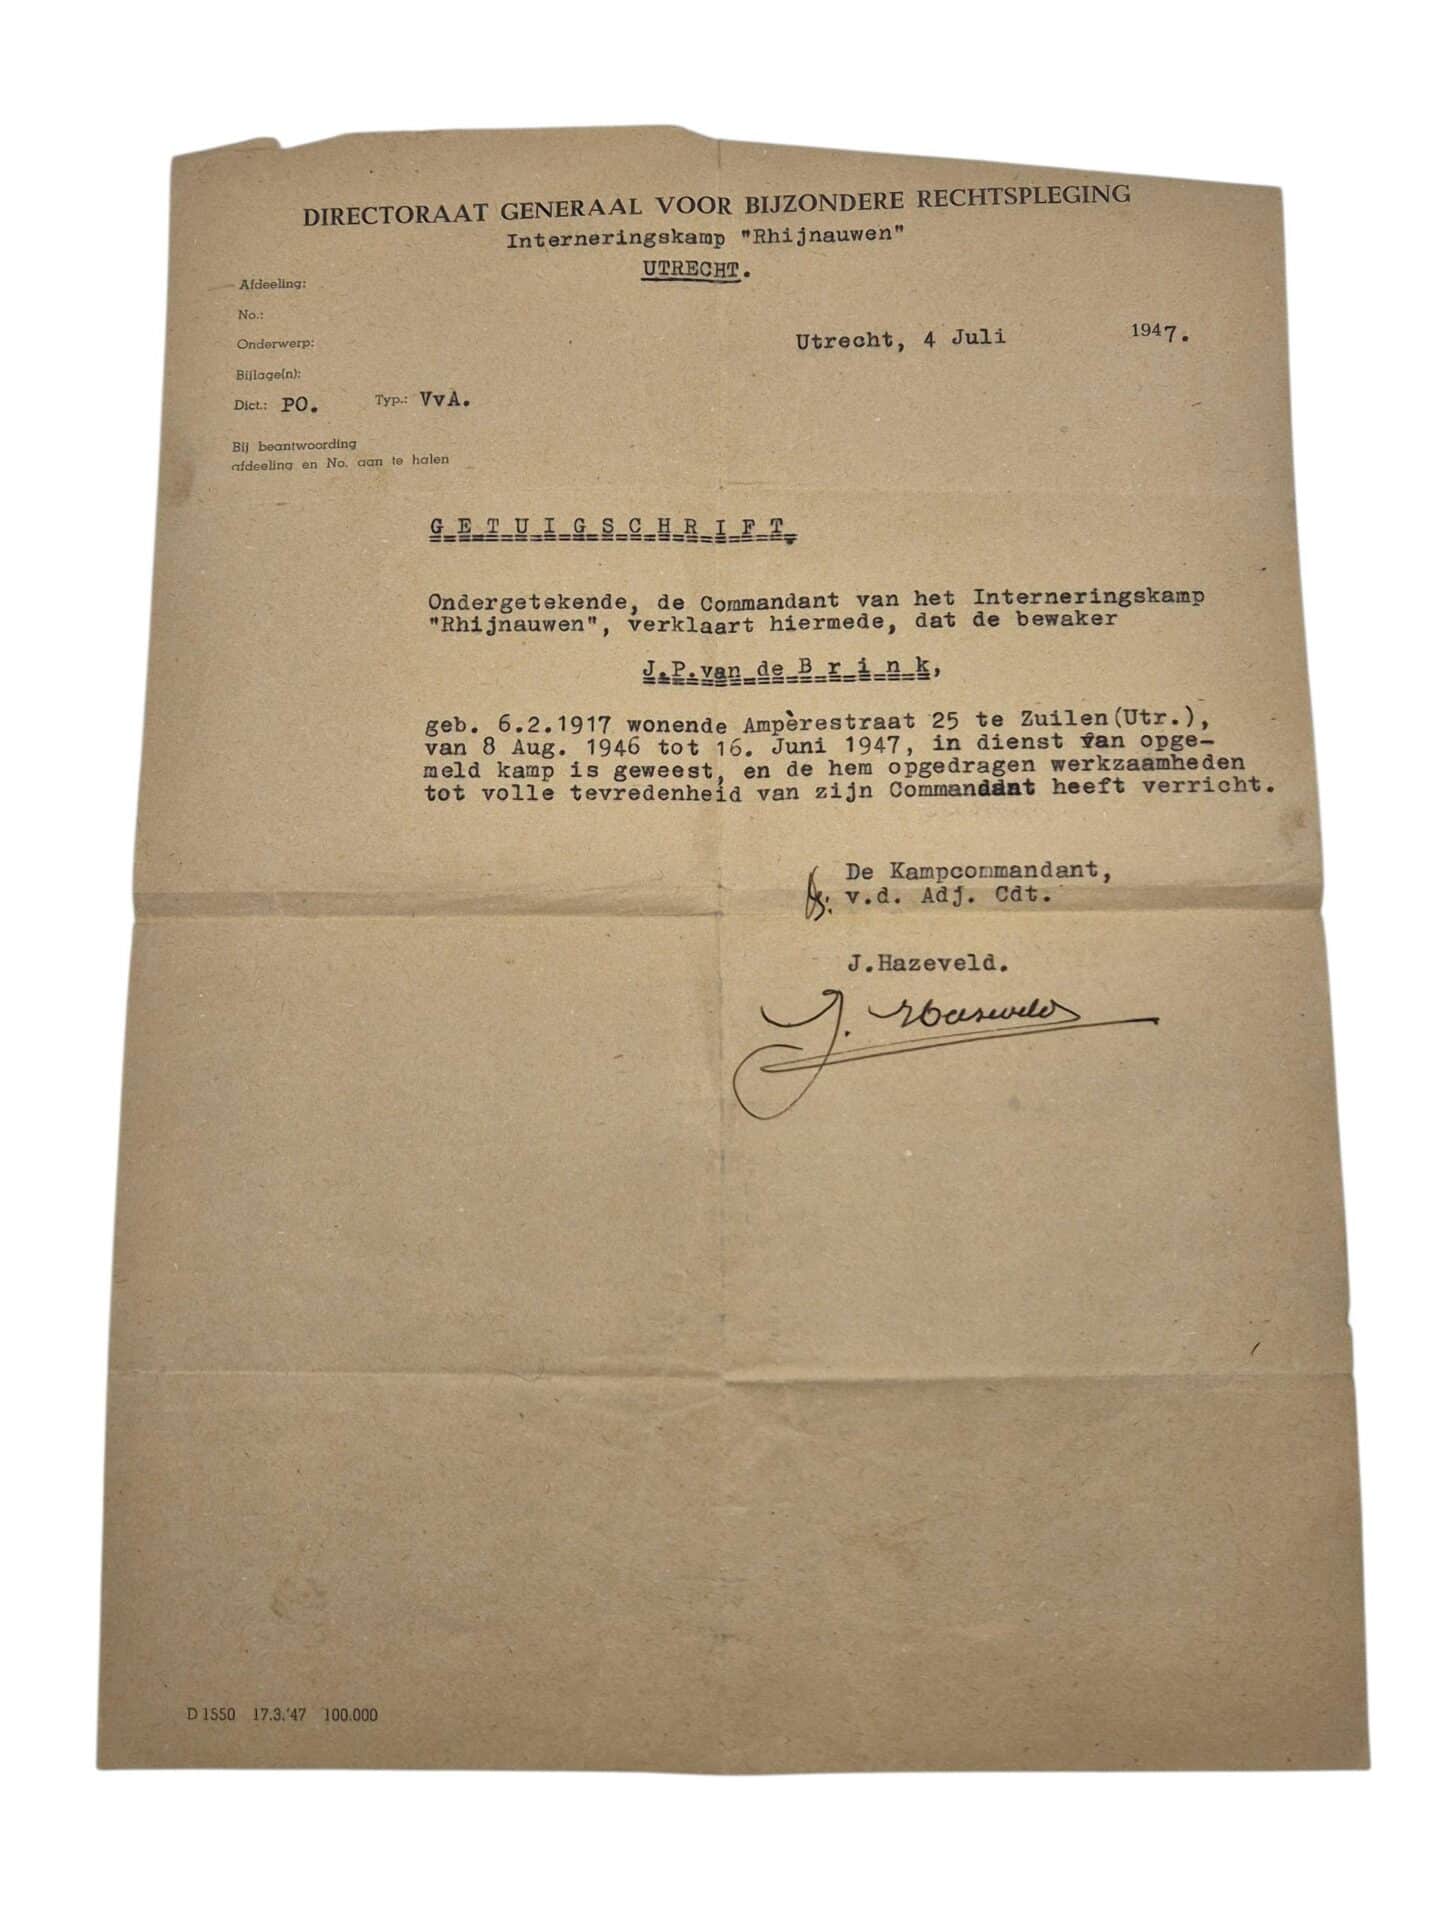 DIRECTORAAT GENERAAL VOOR BIJZONDERE RECHTSPLEGING
Interneringskamp "Rhijnauwen"
UTRECHT.
Afdeeling:
No.:
Onderwerp:
Utrecht, 4 Juli 1947.
Bijlage(n):
Dict.: PO. Typ.: VvA.
Bij beantwoording
afdeeling en No. aan te halen
GETUIGSCHRIFT.
Ondergetekende, de Commandant van het Interneringskamp
"Rhijnauwen", verklaart hiermede, dat de bewaker
J.P.van de Brink,
geb. 6.2.1917 wonende Ampèrestraat 25 te Zuilen(Utr.),
van 8 Aug. 1946 tot 16. Juni 1947, in dienst van opge-
meld kamp is geweest, en de hem opgedragen werkzaamheden
tot volle tevredenheid van zijn Commandant heeft verricht.
De Kampcommandant,
v.d. Adj. Cdt.
J.Hazeveld.
J. Hazeveld
D 1550 17.3.'47 100.000